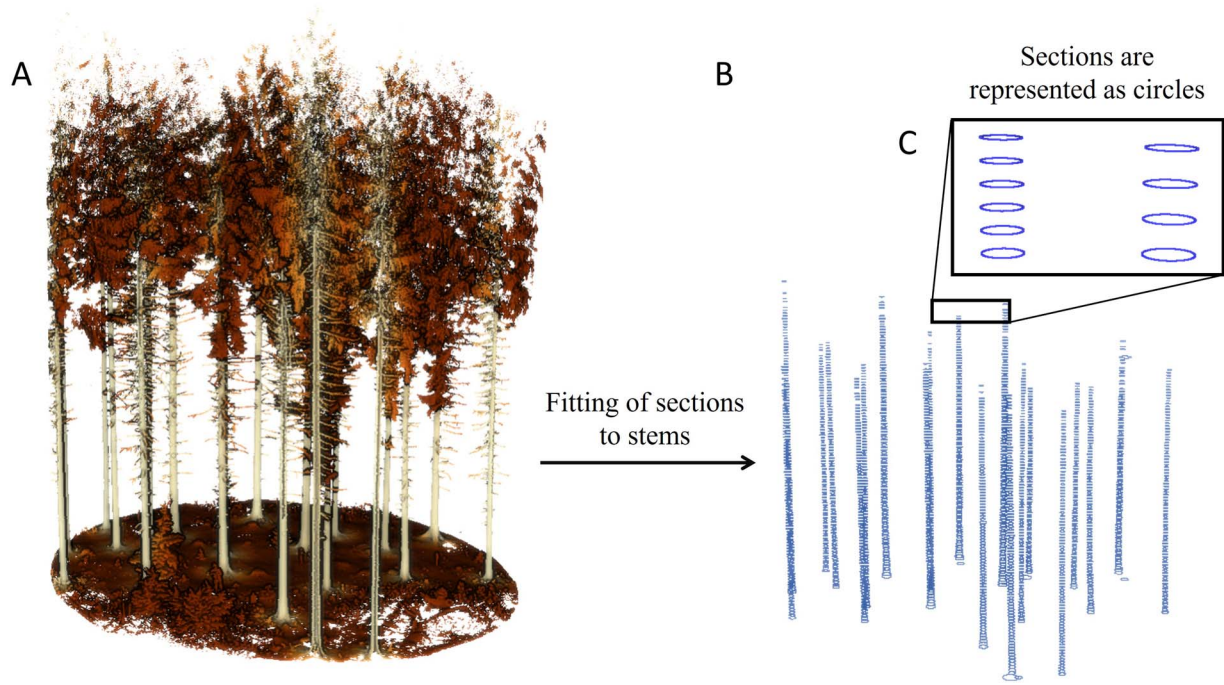 A
B
Sections are
represented as circles
C
Fitting of sections
to stems